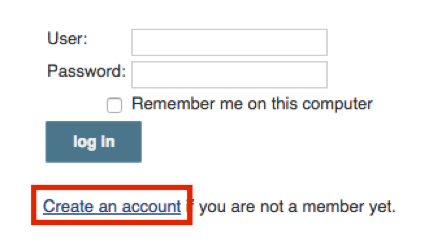 User:
Password:
Remember me on this computer
log in
Create an account if you are not a member yet.